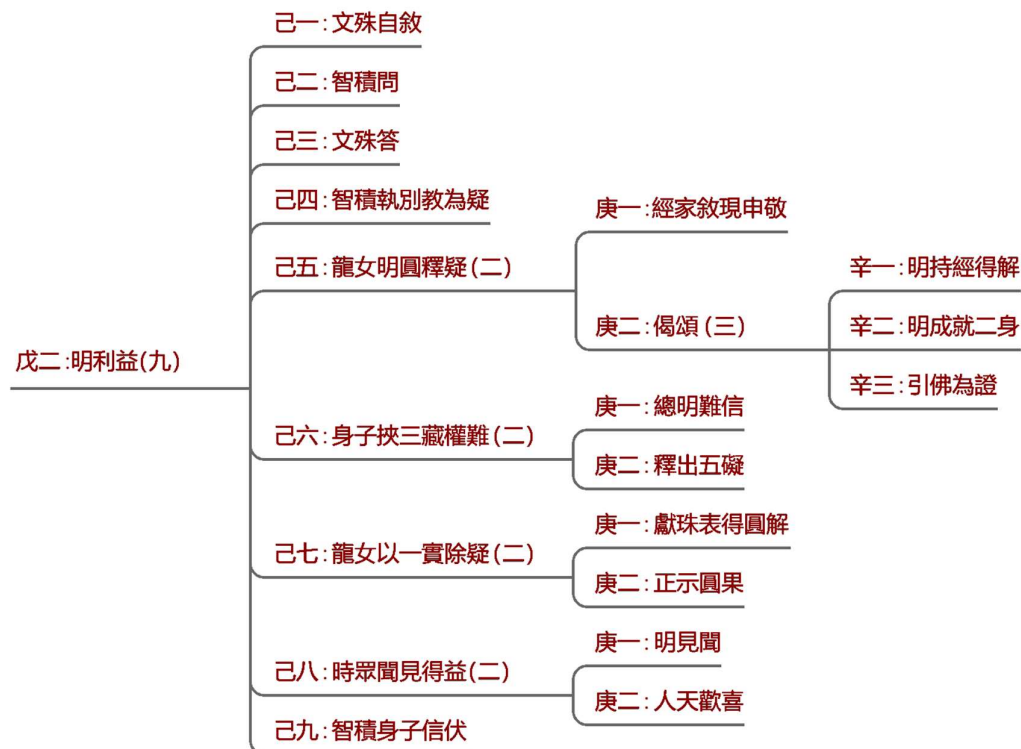 戊二:明利益(九)
己一:文殊自敘
己二:智積問
己三:文殊答
己四:智積執別教為疑
己五:龍女明圓釋疑(二)
庚一:經家敘現申敬
庚二:偈頌(三)
辛一:明持經得解
辛二:明成就二身
辛三:引佛為證
己六:身子挾三藏權難(二)
庚一:總明難信
庚二:釋出五礙
己七:龍女以一實除疑(二)
庚一:獻珠表得圓解
庚二:正示圓果
己八:時眾聞見得益(二)
庚一:明見聞
庚二:人天歡喜
己九:智積身子信伏